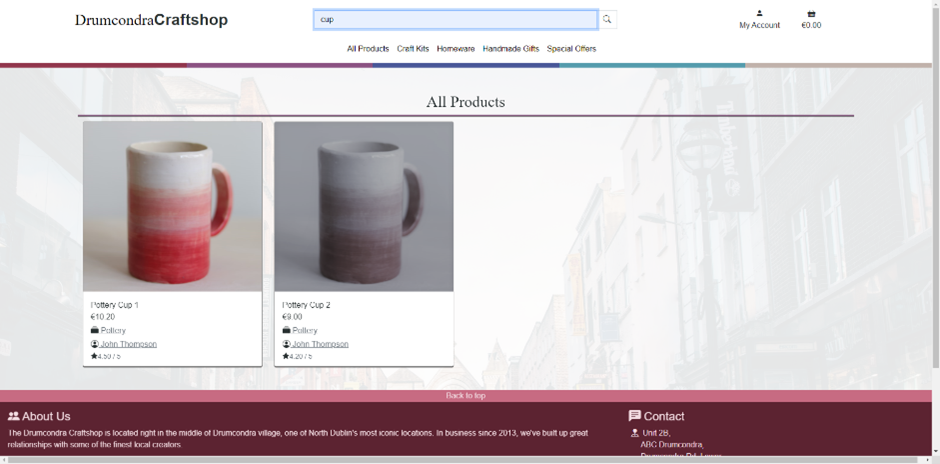 DrumcondraCraftshop
cup
My Account
€0.00
All Products Craft Kits Homeware Handmade Gifts Special Offers
All Products
Pottery Cup 1
€10.20
Pottery
John Thompson
4.50 / 5
Pottery Cup 2
€9.00
Pottery
John Thompson
4.20 / 5
Back to top
About Us
The Drumcondra Craftshop is located right in the middle of Drumcondra village, one of North Dublin's most iconic locations. In business since 2013, we've built up great
relationships with some of the finest local creators
Contact
Unit 2B,
ABC Drumcondra,